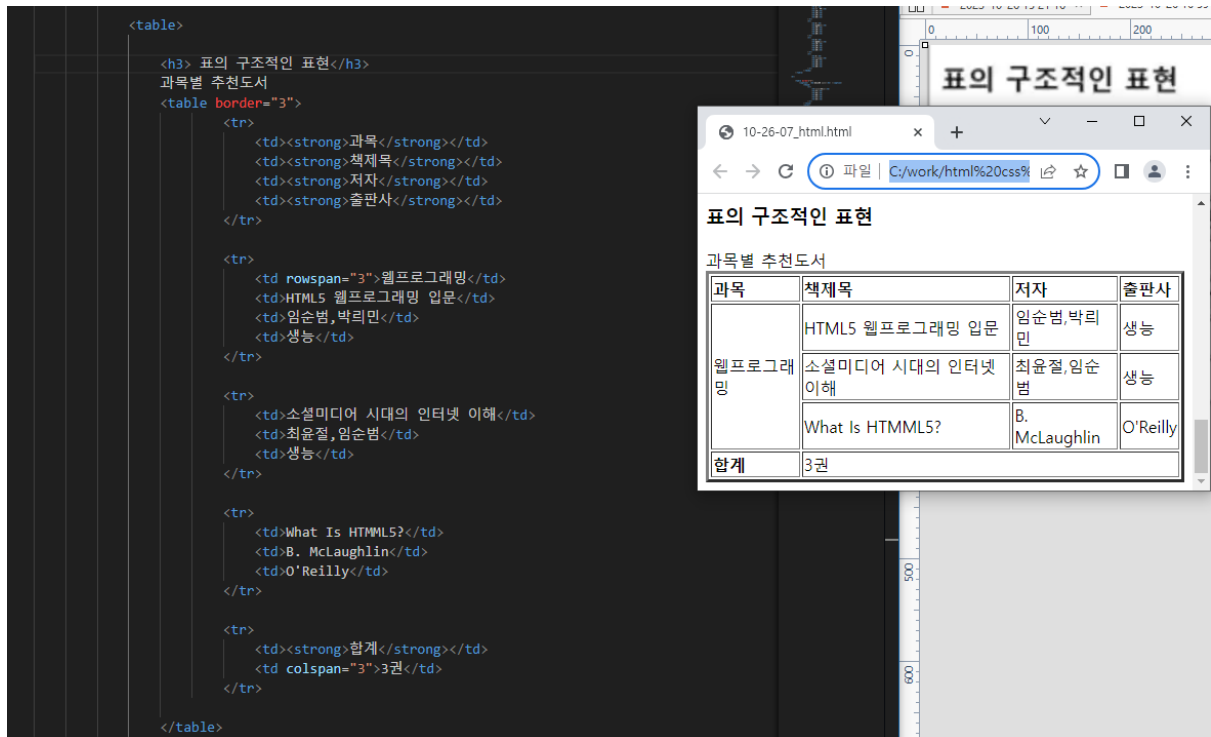 <table>
<h3> 표의 구조적인 표현</h3>
과목별 추천도서
<table border="3">
<tr>
<td><strong>과목</strong></td>
<td><strong>책제목</strong></td>
<td><strong>저자</strong></td>
<td><strong>출판사</strong></td>
</tr>
<tr>
<td rowspan="3">웹프로그래밍</td>
<td>HTML5 웹프로그래밍 입문</td>
<td>임순범,박희민</td>
<td>생능</td>
</tr>
<tr>
<td>소셜미디어 시대의 인터넷 이해</td>
<td>최윤절,임순범</td>
<td>생능</td>
</tr>
<tr>
<td>What Is HTMML5?</td>
<td>B. McLaughlin</td>
<td>O'Reilly</td>
</tr>
<tr>
<td><strong>합계</strong></td>
<td colspan="3">3권</td>
</tr>
</table>
0 100 200
0
표의 구조적인 표현
10-26-07_html.html
파일 C:/work/html%20css%
표의 구조적인 표현
과목별 추천도서
과목 책제목 저자 출판사
웹프로그래
밍
HTML5 웹프로그래밍 입문
임순범,박희
민
생능
소셜미디어 시대의 인터넷
이해
최윤절,임순
범
생능
What Is HTMML5?
B.
McLaughlin
O'Reilly
합계 3권
500
600